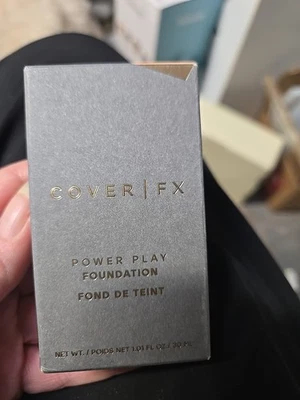 COVER | FX
POWER PLAY
FOUNDATION
FOND DE TEINT
NET WT. / POIDS NET 1.01 FL OZ / 30 ML